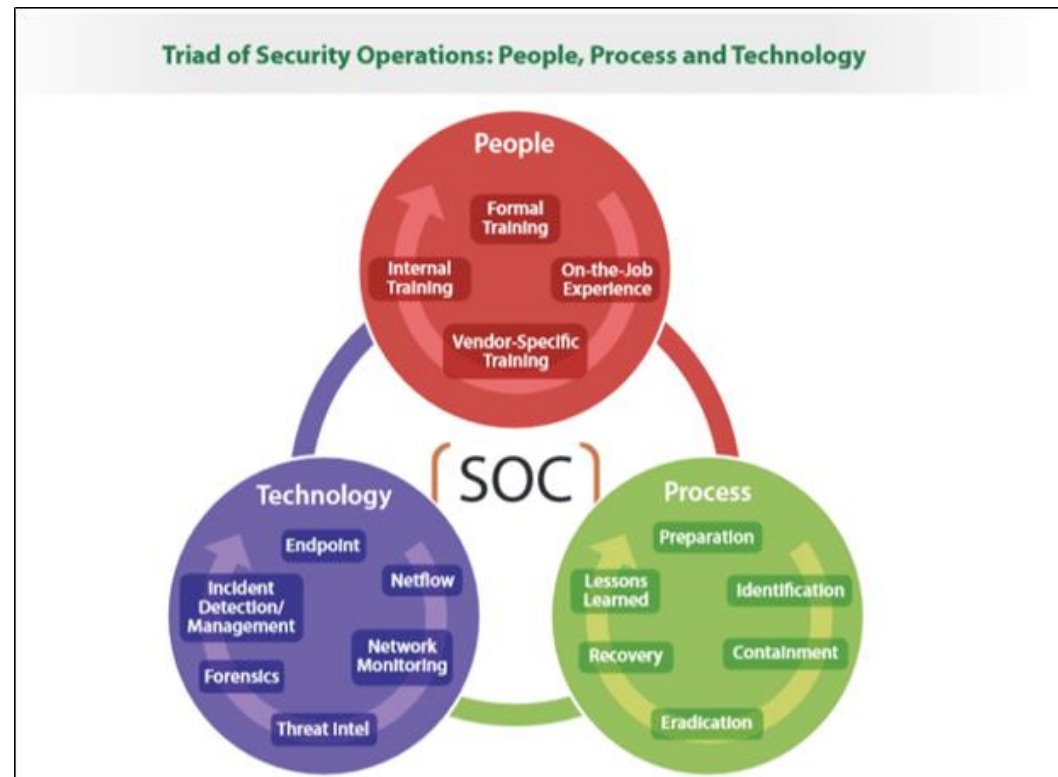 Triad of Security Operations: People, Process and Technology
People
Formal
Training
Internal
Training
On-the-Job
Experience
Vendor-Specific
Training
SOC
Technology
Endpoint
Netflow
Incident
Detection/
Management
Network
Monitoring
Forensics
Threat Intel
Process
Preparation
Lessons
Learned
Identification
Recovery
Containment
Eradication